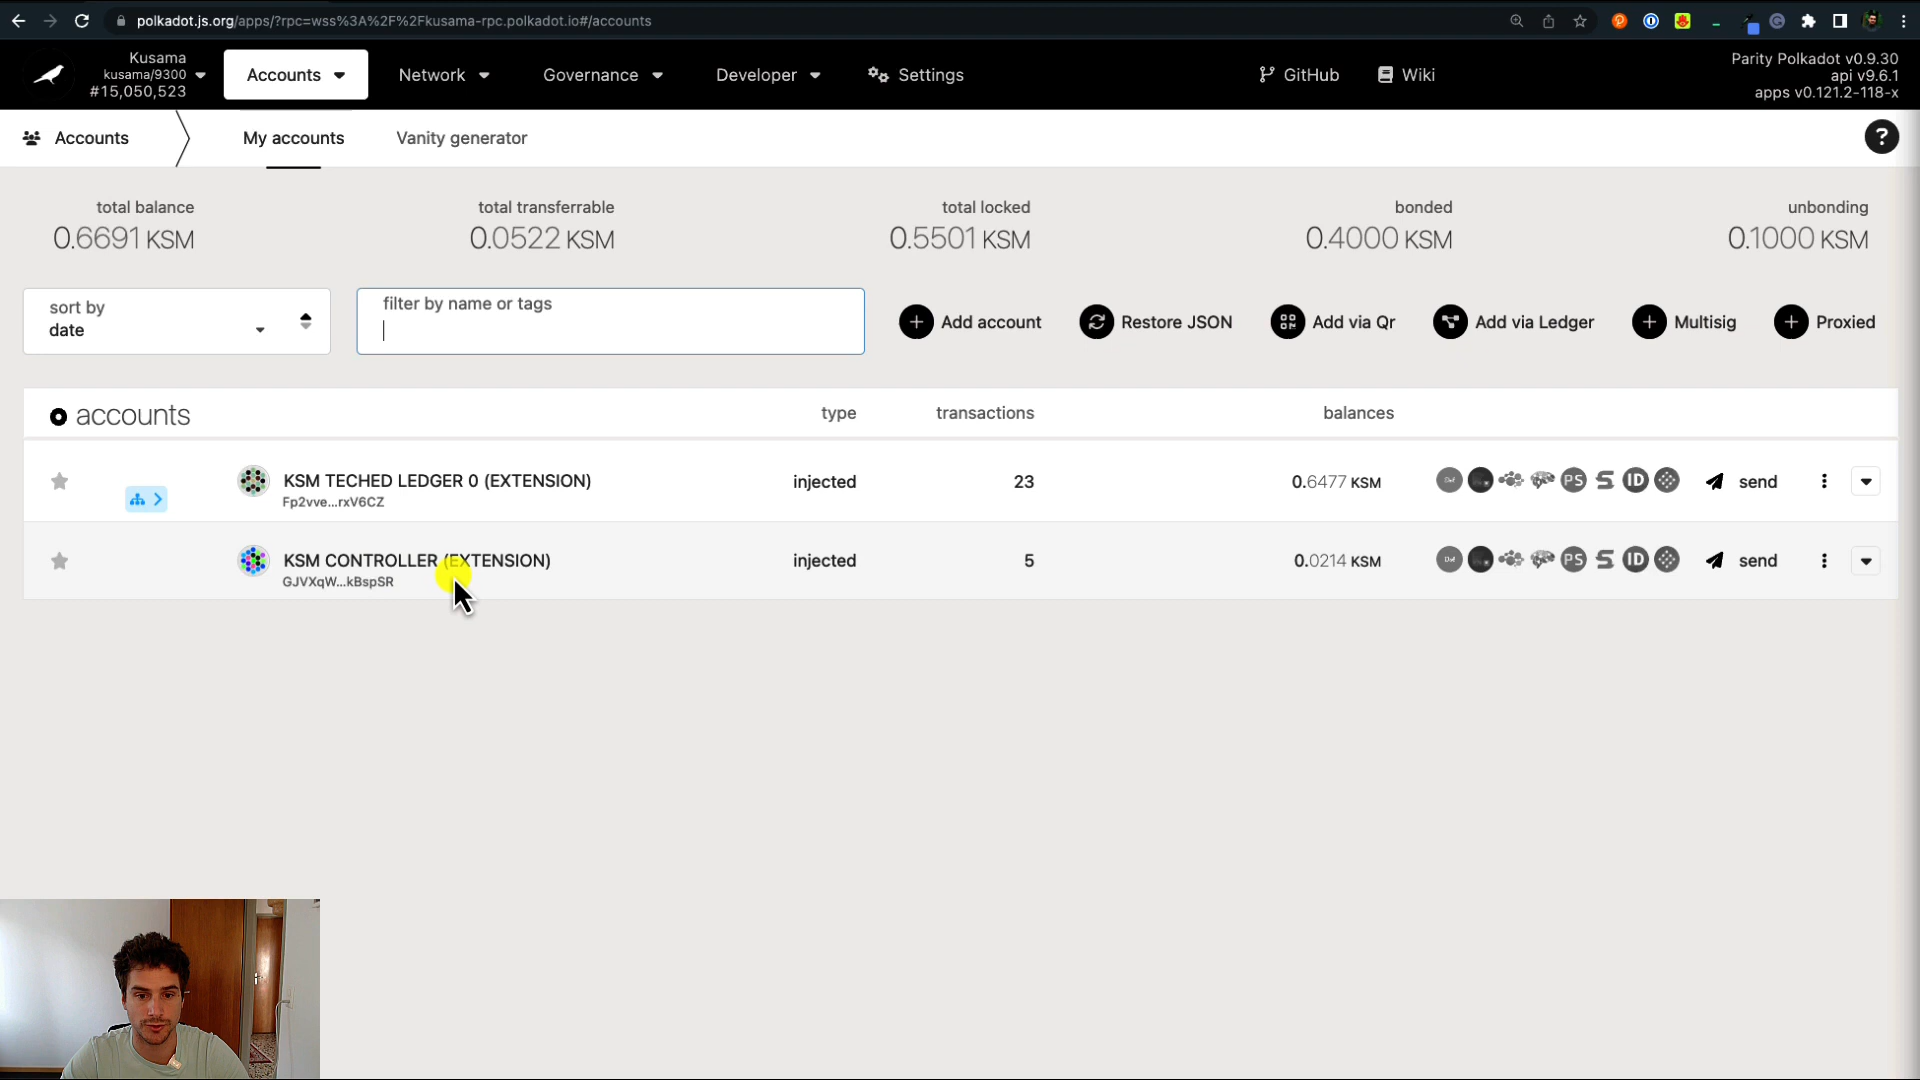 polkadot.js.org/apps/?rpc=wss%3A%2F%2Fkusama-rpc.polkadot.io#/accounts
Kusama
kusama/9300
#15,050,523
Accounts
Network
Governance
Developer
Settings
GitHub
Wiki
Parity Polkadot v0.9.30
api v9.6.1
apps v0.121.2-118-x
Accounts
My accounts
Vanity generator
?
total balance
0.6691 KSM
total transferrable
0.0522 KSM
total locked
0.5501 KSM
bonded
0.4000 KSM
unbonding
0.1000 KSM
sort by
date
filter by name or tags
Add account
Restore JSON
Add via Qr
Add via Ledger
Multisig
Proxied
accounts
type
transactions
balances
KSM TECHED LEDGER 0 (EXTENSION)
Fp2vve...rxV6CZ
injected
23
0.6477 KSM
PS
ID
send
KSM CONTROLLER (EXTENSION)
GJVXqW...kBspSR
injected
5
0.0214 KSM
PS
ID
send